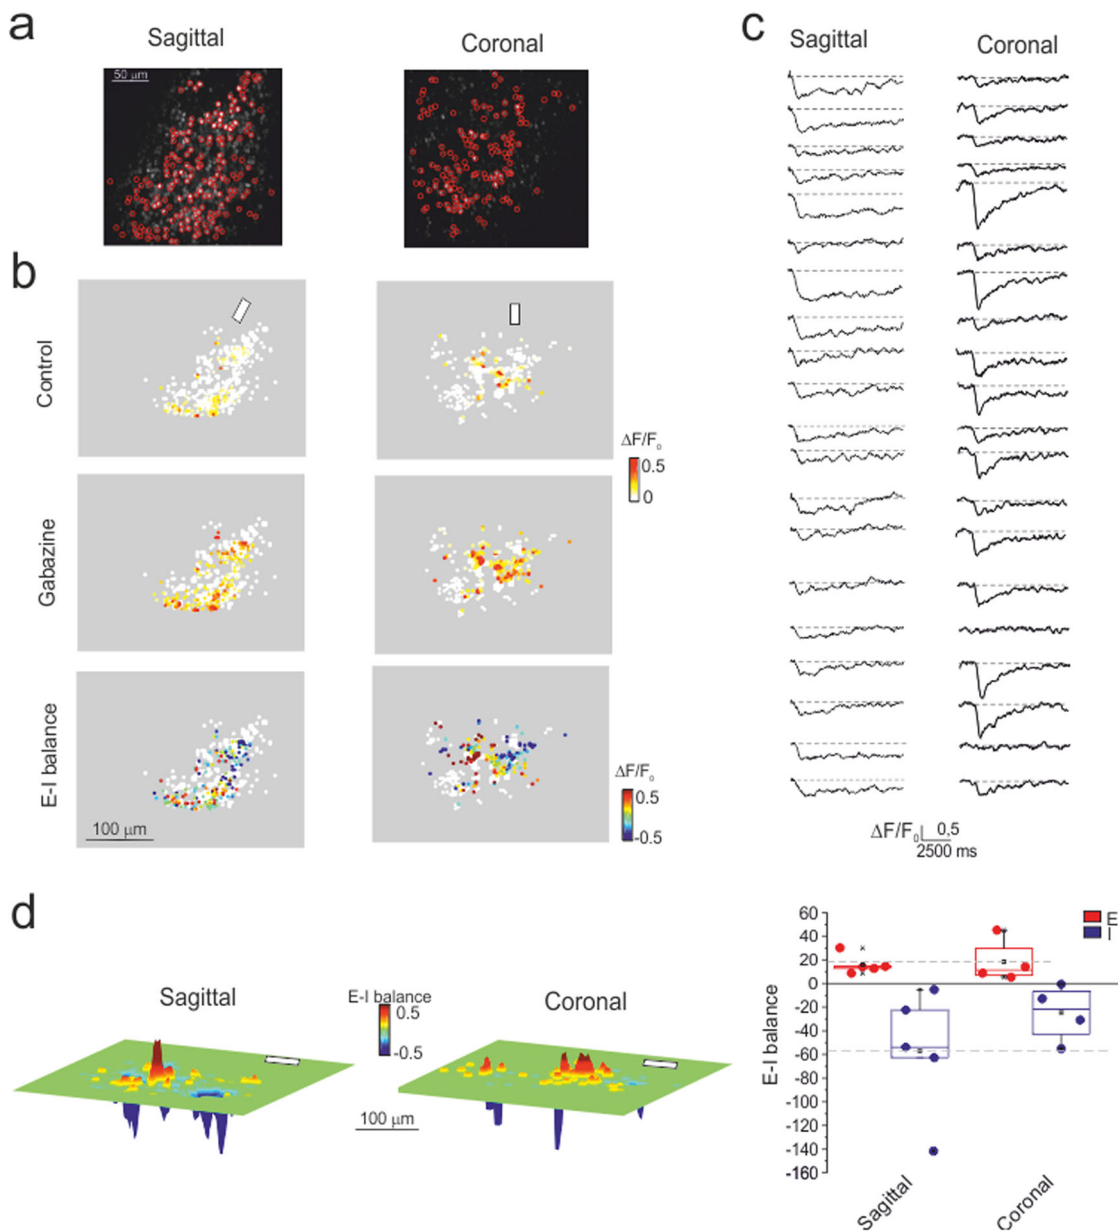 a
Sagittal
Coronal
50 μm
b
Control
ΔF/F₀
0.5
0
Gabazine
E-I balance
ΔF/F₀
0.5
-0.5
100 μm
c
Sagittal
Coronal
ΔF/F₀
0,5
2500 ms
d
Sagittal
E-I balance
0.5
-0.5
Coronal
100 μm
E
I
E-I balance
60
40
20
0
-20
-40
-60
-80
-100
-120
-140
-160
Sagittal
Coronal